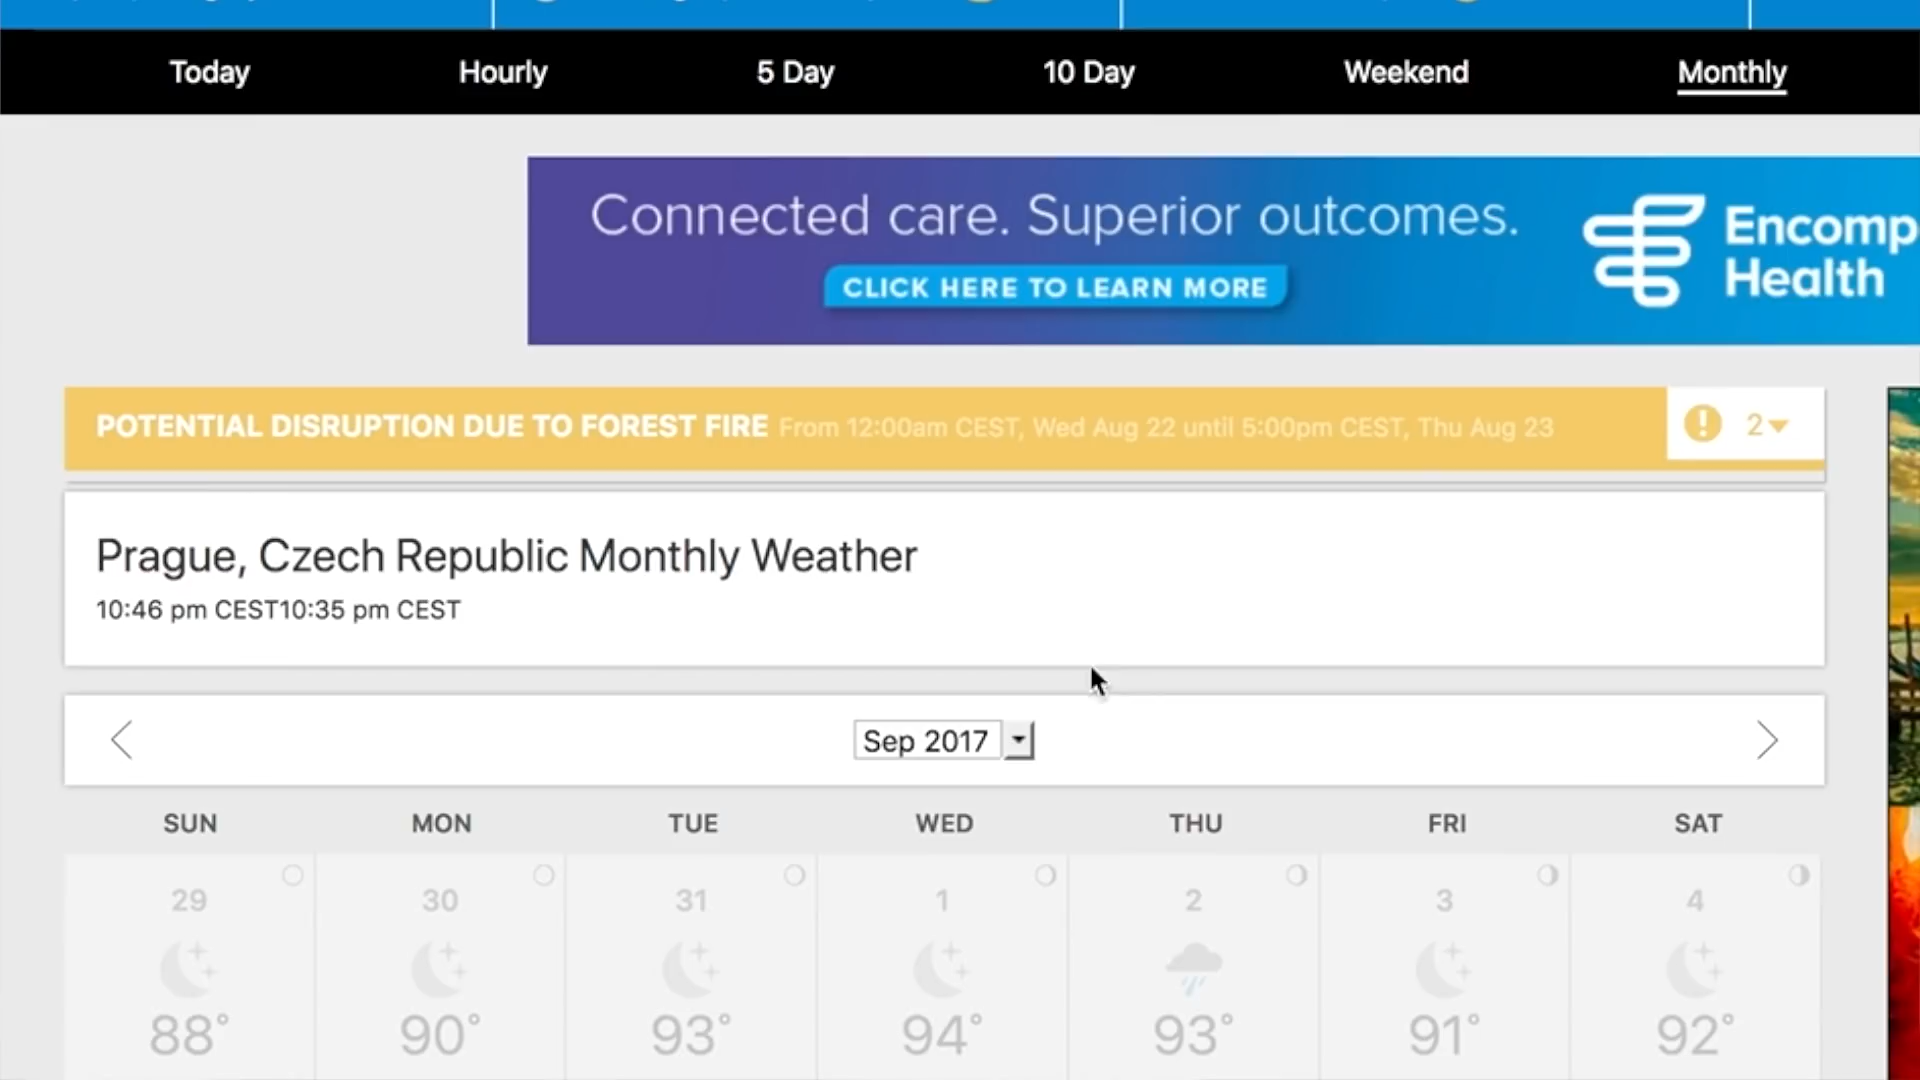 Today Hourly 5 Day 10 Day Weekend Monthly
Connected care. Superior outcomes.
CLICK HERE TO LEARN MORE
Encomp
Health
POTENTIAL DISRUPTION DUE TO FOREST FIRE From 12:00am CEST, Wed Aug 22 until 5:00pm CEST, Thu Aug 23
2
Prague, Czech Republic Monthly Weather
10:46 pm CEST10:35 pm CEST
Sep 2017
SUN MON TUE WED THU FRI SAT
29 30 31 1 2 3 4
88° 90° 93° 94° 93° 91° 92°